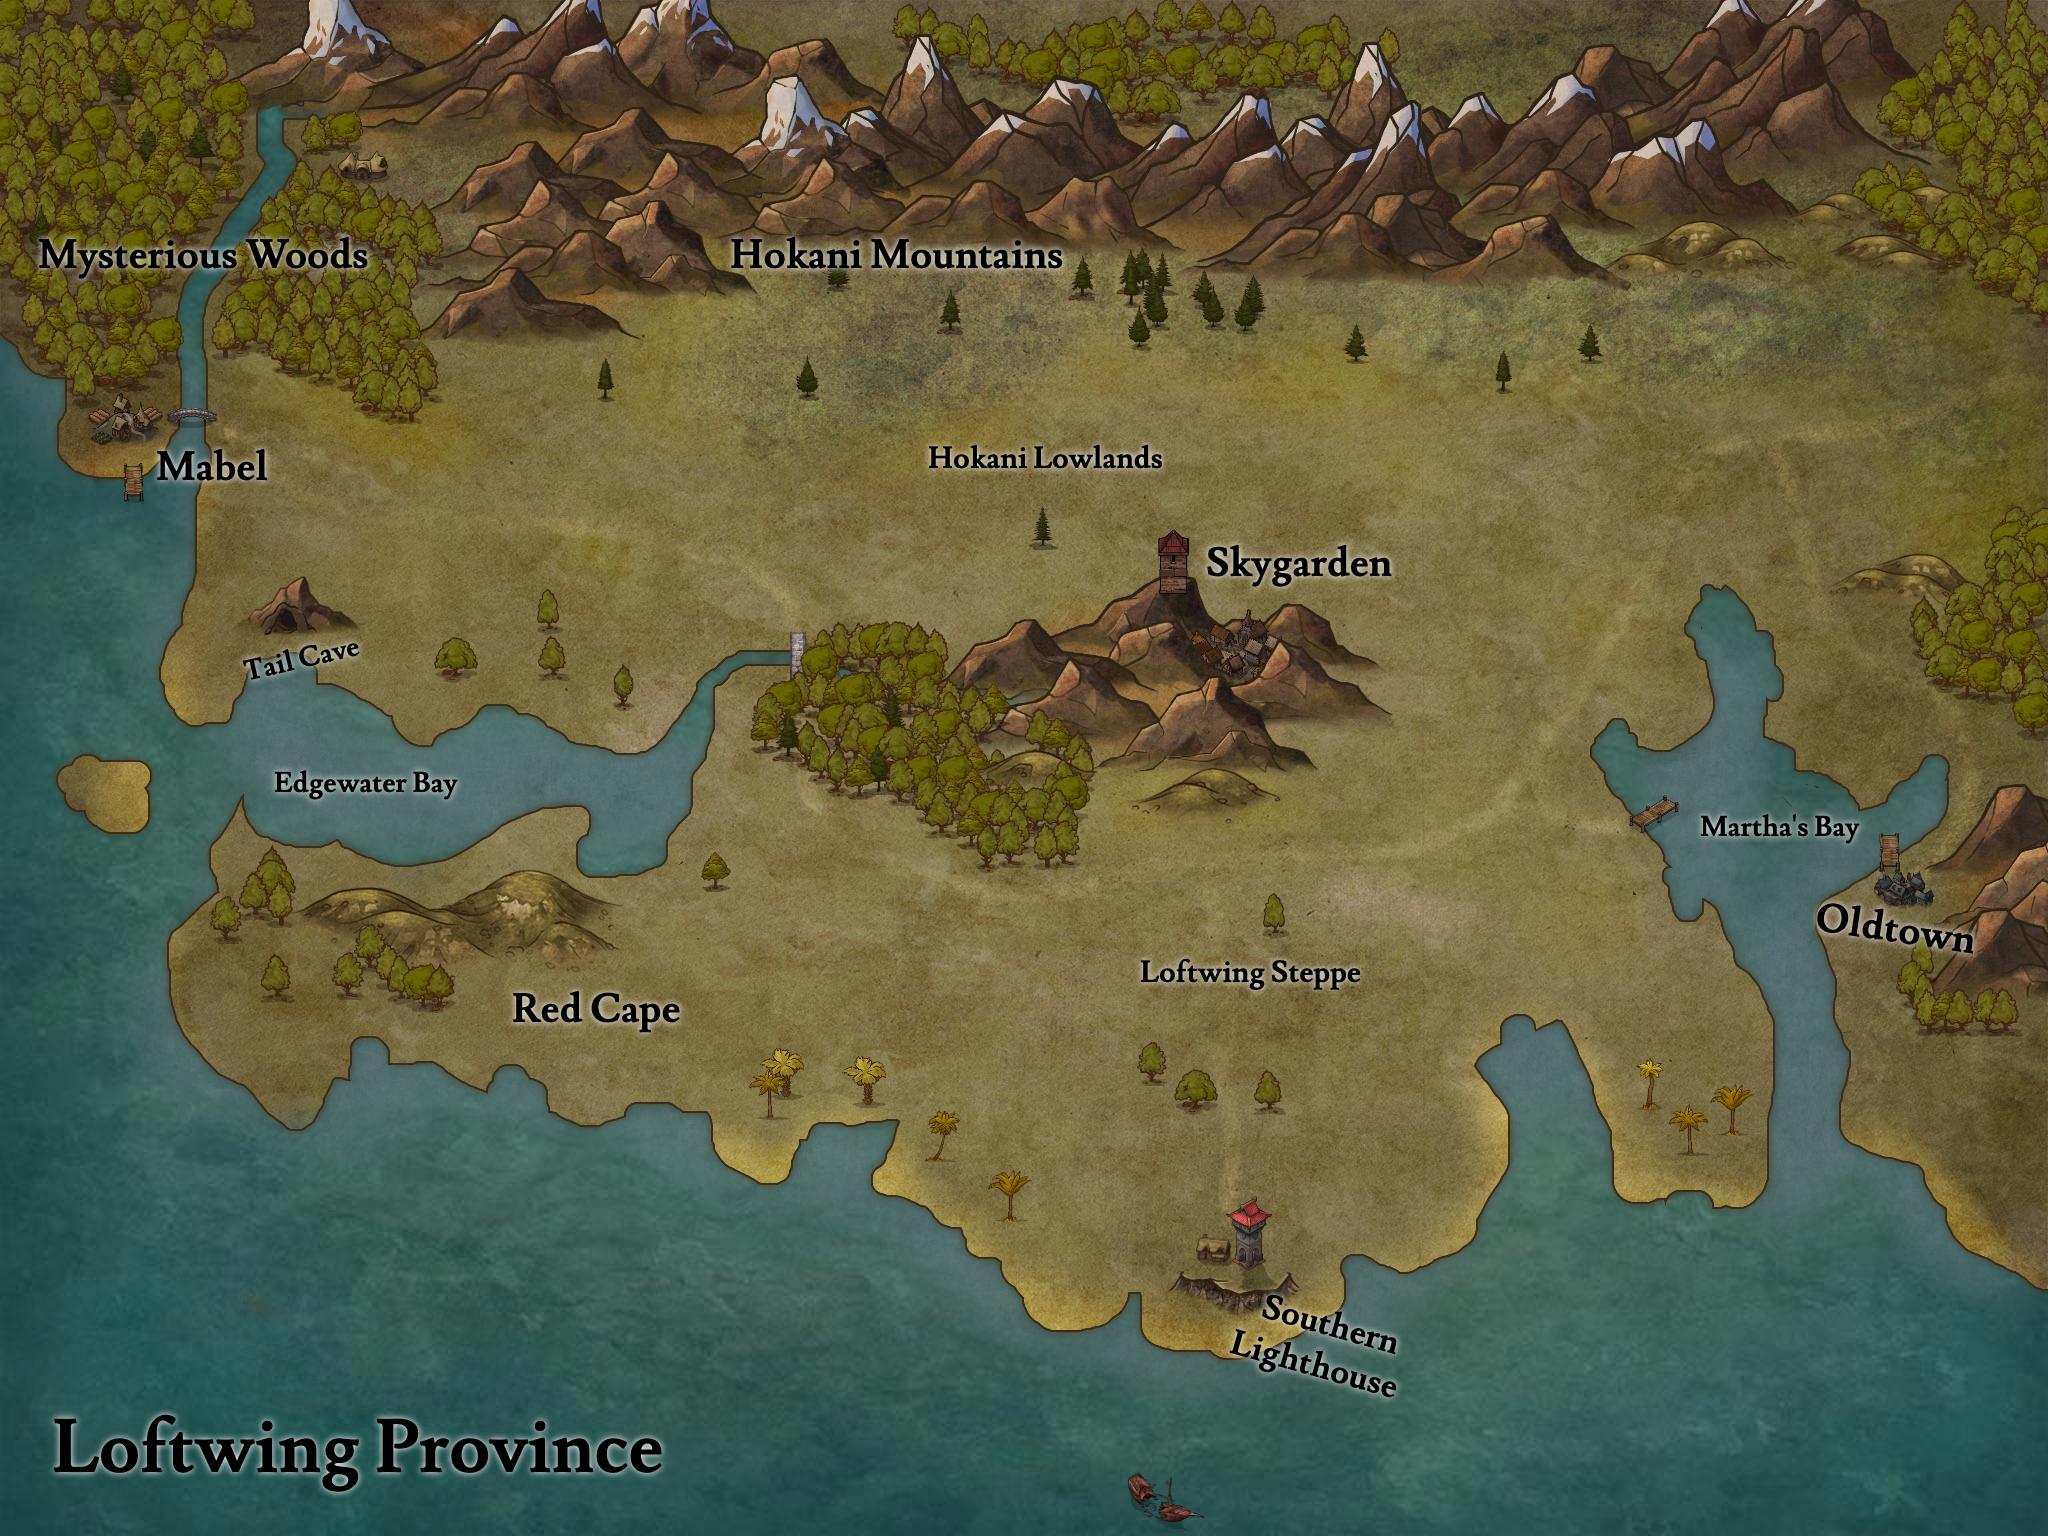 Mysterious Woods
Hokani Mountains
Hokani Lowlands
Mabel
Skygarden
Tail Cave
Edgewater Bay
Martha's Bay
Oldtown
Loftwing Steppe
Red Cape
Southern
Lighthouse
Loftwing Province